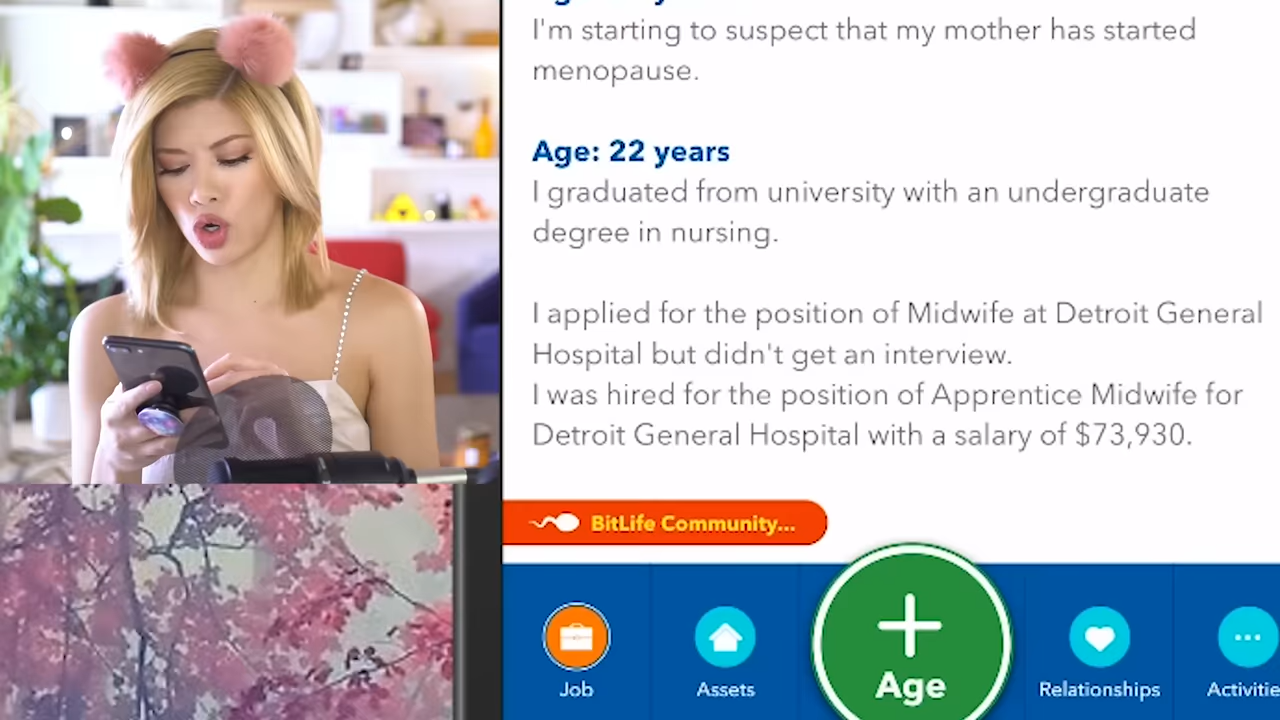 I'm starting to suspect that my mother has started
menopause.
Age: 22 years
I graduated from university with an undergraduate
degree in nursing.
I applied for the position of Midwife at Detroit General
Hospital but didn't get an interview.
I was hired for the position of Apprentice Midwife for
Detroit General Hospital with a salary of $73,930.
BitLife Community...
Job
Assets
Age
Relationships
Activitie